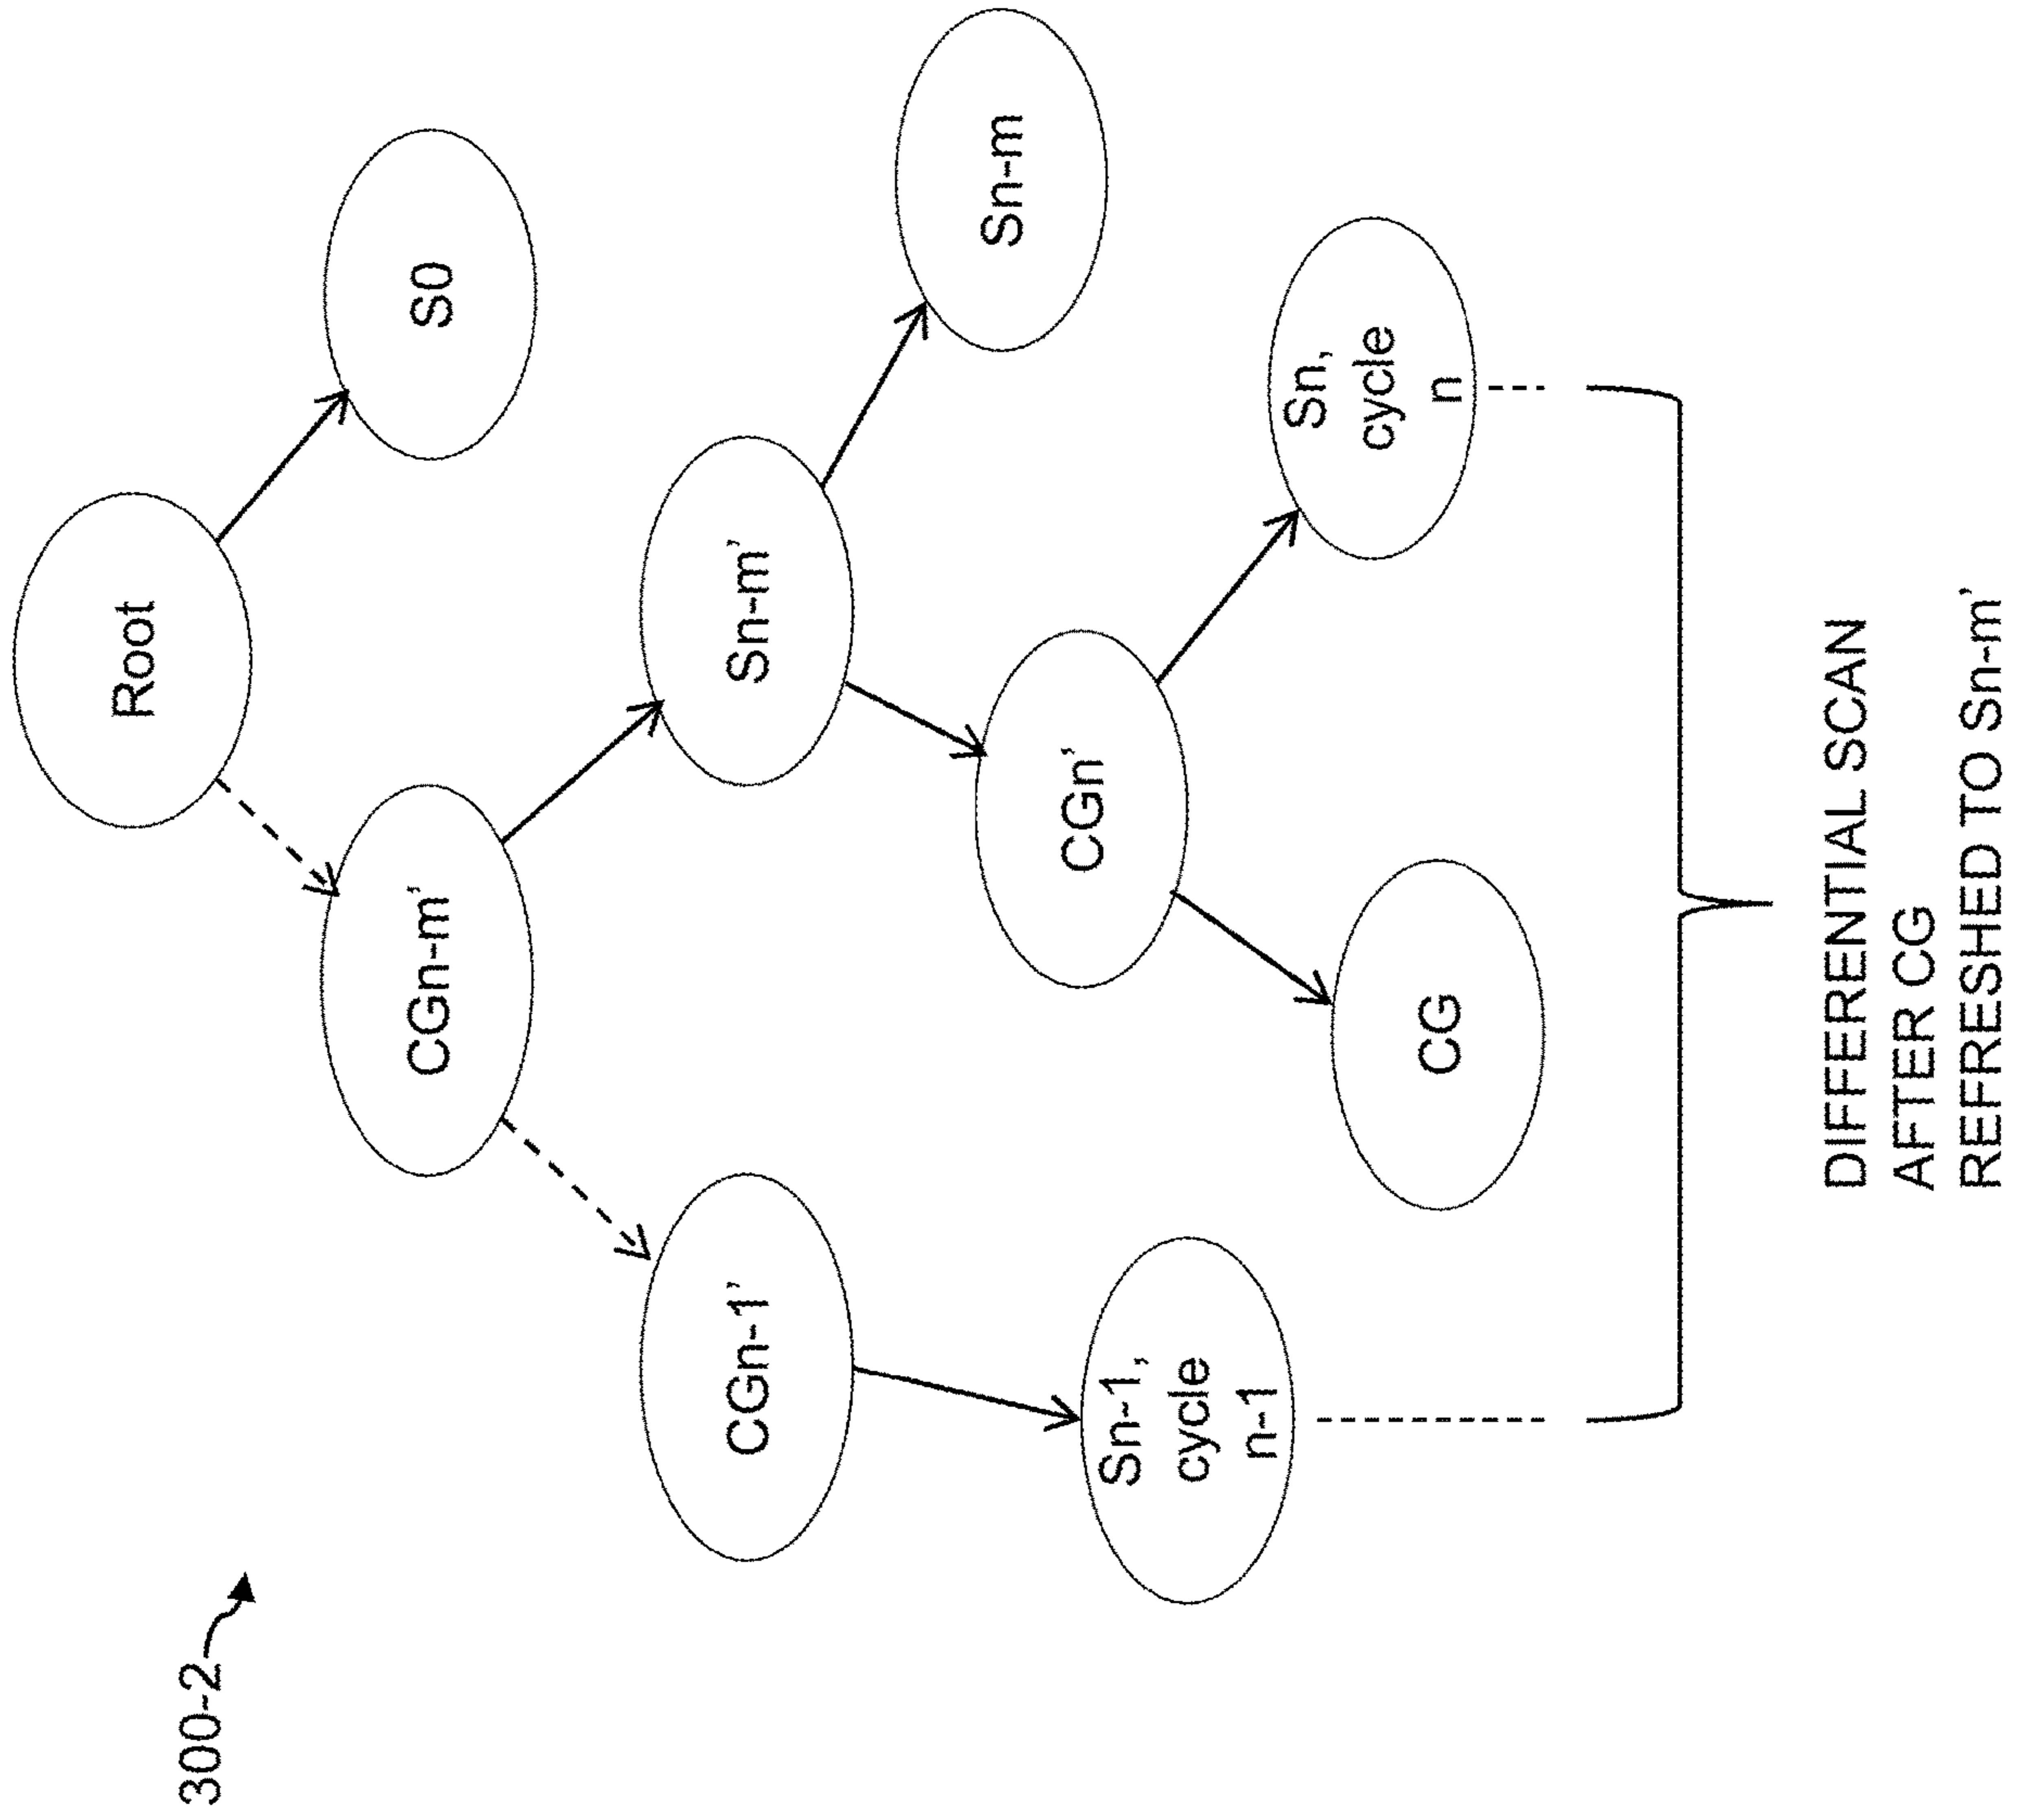 300-2
Root
S0
CGn-m’
Sn-m’
Sn-m
CGn-1’
CGn’
Sn-1,
cycle
n-1
CG
Sn,
cycle
n
DIFFERENTIAL SCAN
AFTER CG
REFRESHED TO Sn-m’